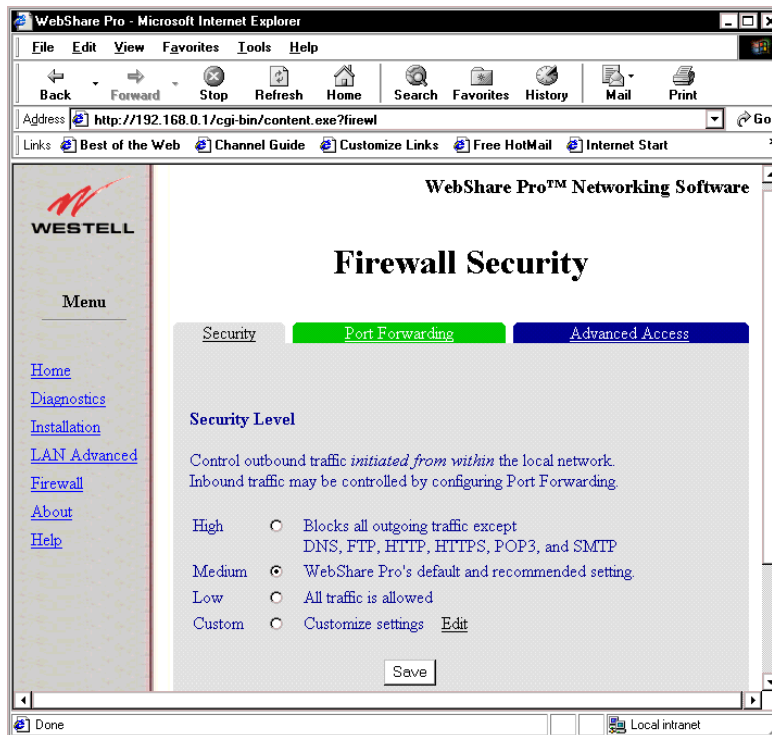 WebShare Pro - Microsoft Internet Explorer
File Edit View Favorites Tools Help
Back Forward Stop Refresh Home Search Favorites History Mail Print
Address http://192.168.0.1/cgi-bin/content.exe?firewl Go
Links Best of the Web Channel Guide Customize Links Free HotMail Internet Start
WESTELL
Menu
Home
Diagnostics
Installation
LAN Advanced
Firewall
About
Help
WebShare Pro™ Networking Software
Firewall Security
Security Port Forwarding Advanced Access
Security Level
Control outbound traffic initiated from within the local network.
Inbound traffic may be controlled by configuring Port Forwarding.
High Blocks all outgoing traffic except
DNS, FTP, HTTP, HTTPS, POP3, and SMTP
Medium WebShare Pro's default and recommended setting.
Low All traffic is allowed
Custom Customize settings Edit
Save
Done Local intranet